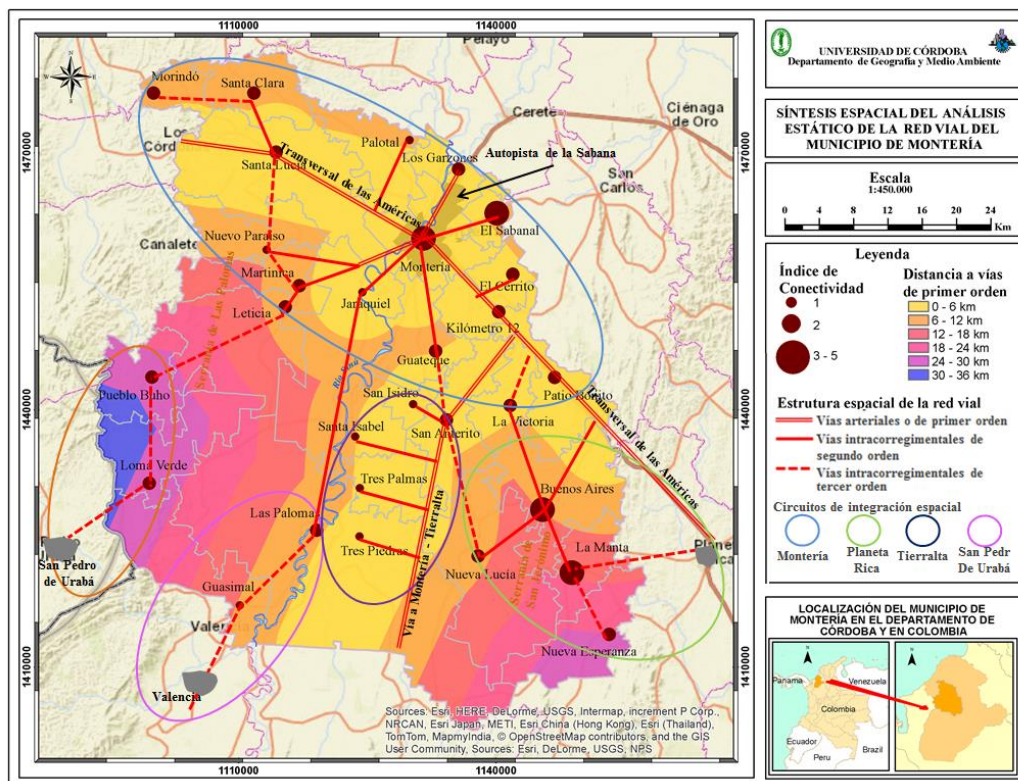 1110000
1140000
1470000
1440000
1410000
1470000
1440000
1410000
1110000
1140000
Pelayo
Cereté
Ciénaga
de Oro
San
Carlos
Canalete
Morindó
Santa Clara
Santa Lucía
Palotal
Los Garzones
Autopista de la Sabana
Transversal de las Américas
El Sabanal
Montería
Nuevo Paraíso
Martinica
Leticia
Jaraquiel
El Cerrito
Kilómetro 12
Guateque
Serranía de Las Palomas
Río Sinú
Pueblo Buho
San Isidro
Santa Isabel
San Anterito
La Victoria
Patio Bonito
Transversal de las Américas
Loma Verde
Tres Palmas
Buenos Aires
Las Paloma
Tres Piedras
Vía a Montería - Tierralta
Nueva Lucía
Serranía de
San Jerónimo
La Manta
San Pedro
de Urabá
Guasimal
Valencia
Nueva Esperanza
Sources: Esri, HERE, DeLorme, USGS, Intermap, increment P Corp.,
NRCAN, Esri Japan, METI, Esri China (Hong Kong), Esri (Thailand),
TomTom, MapmyIndia, © OpenStreetMap contributors, and the GIS
User Community, Sources: Esri, DeLorme, USGS, NPS
UNIVERSIDAD DE CÓRDOBA
Departamento de Geografía y Medio Ambiente
SÍNTESIS ESPACIAL DEL ANÁLISIS
ESTÁTICO DE LA RED VIAL DEL
MUNICIPIO DE MONTERÍA
Escala
1:450.000
0 4 8 12 16 20 24
Km
Leyenda
Índice de
Conectividad
1
2
3 - 5
Distancia a vías
de primer orden
0 - 6 km
6 - 12 km
12 - 18 km
18 - 24 km
24 - 30 km
30 - 36 km
Estrutura espacial de la red vial
Vías arteriales o de primer orden
Vías intracorregimentales de
segundo orden
Vías intracorregimentales de
tercer orden
Circuitos de integración espacial
Montería
Planeta
Rica
Tierralta
San Pedr
De Urabá
LOCALIZACIÓN DEL MUNICIPIO DE
MONTERÍA EN EL DEPARTAMENTO DE
CÓRDOBA Y EN COLOMBIA
N
Panama
Venezuela
Colombia
Ecuador
Peru
Brazil
N